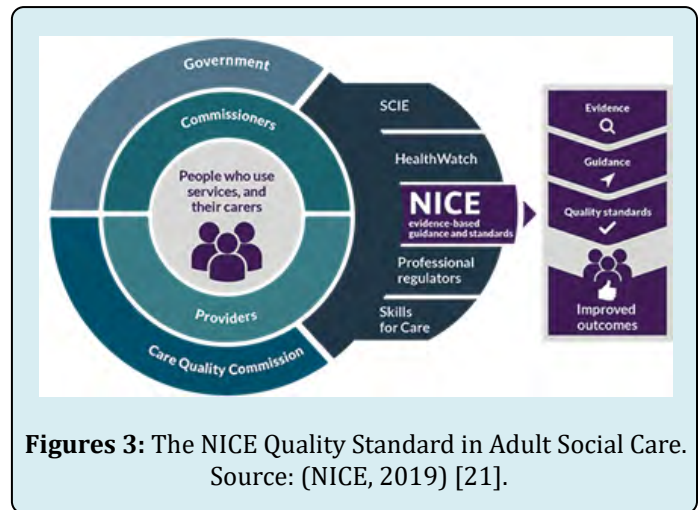 Government
Commissioners
People who use
services, and
their carers
Providers
Care Quality Commission
SCIE
HealthWatch
NICE
evidence-based
guidance and standards
Professional
regulators
Skills
for Care
Evidence
Guidance
Quality standards
Improved
outcomes
Figures 3: The NICE Quality Standard in Adult Social Care.
Source: (NICE, 2019) [21].